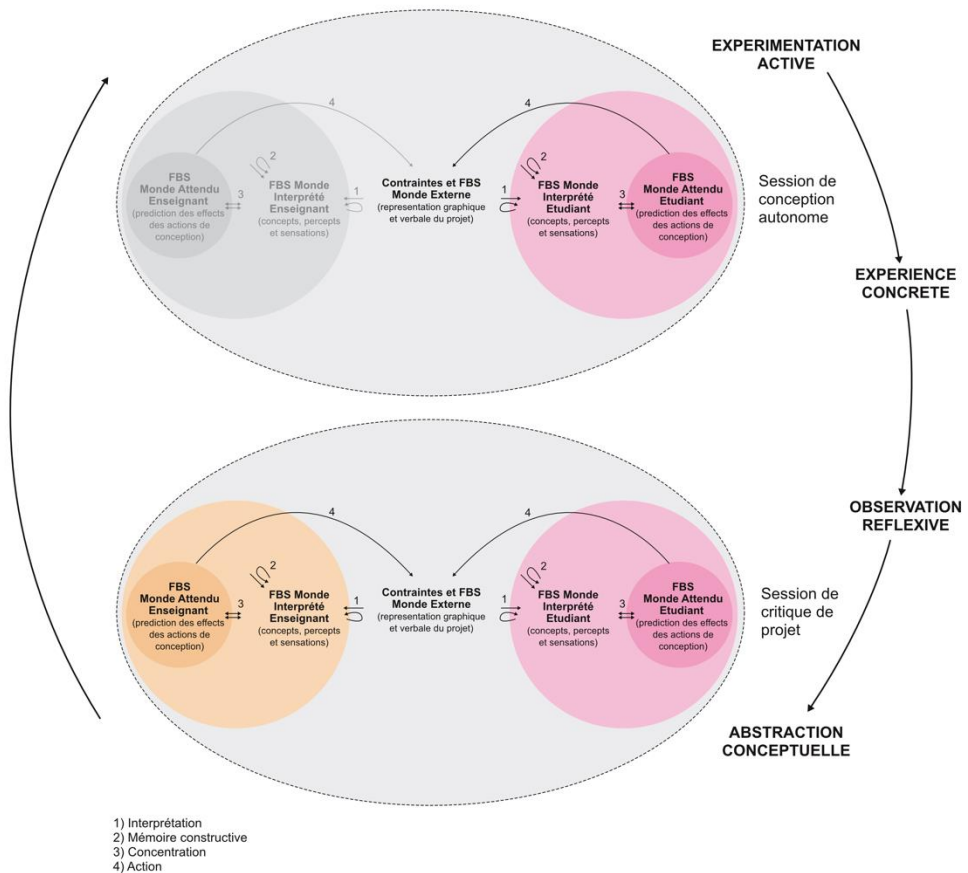 EXPERIMENTATION
ACTIVE
4
4
2
2
FBS
Monde Attendu
Enseignant
(prediction des effects
des actions de
conception)
3
FBS Monde
Interprété
Enseignant
(concepts, percepts
et sensations)
1
Contraintes et FBS
Monde Externe
(representation graphique
et verbale du projet)
1
FBS Monde
Interprété
Etudiant
(concepts, percepts
et sensations)
3
FBS
Monde Attendu
Etudiant
(prediction des effects
des actions de
conception)
Session de
conception
autonome
EXPERIENCE
CONCRETE
OBSERVATION
REFLEXIVE
4
4
2
2
FBS
Monde Attendu
Enseignant
(prediction des effects
des actions de
conception)
3
FBS Monde
Interprété
Enseignant
(concepts, percepts
et sensations)
1
Contraintes et FBS
Monde Externe
(representation graphique
et verbale du projet)
1
FBS Monde
Interprété
Etudiant
(concepts, percepts
et sensations)
3
FBS
Monde Attendu
Etudiant
(prediction des effects
des actions de
conception)
Session de
critique de
projet
ABSTRACTION
CONCEPTUELLE
1) Interprétation
2) Mémoire constructive
3) Concentration
4) Action